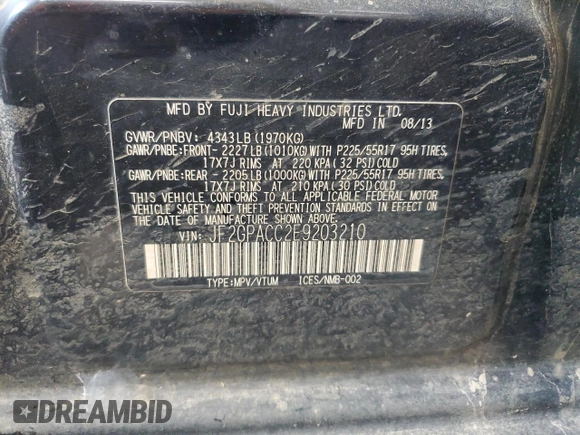 MFD BY FUJI HEAVY INDUSTRIES LTD.
MFD IN 08/13
GVWR/PNBV: 4343LB(1970KG)
GAWR/PNBE:FRONT- 2227LB(1010KG)WITH P225/55R17 95H TIRES,
17X7J RIMS AT 220 KPA(32 PSI)COLD
GAWR/PNBE:REAR - 2205LB(1000KG)WITH P225/55R17 95H TIRES,
17X7J RIMS AT 210 KPA(30 PSI)COLD
THIS VEHICLE CONFORMS TO ALL APPLICABLE FEDERAL MOTOR
VEHICLE SAFETY AND THEFT PREVENTION STANDARDS IN EFFECT ON
THE DATE OF MANUFACTURE SHOWN ABOVE.
VIN: JF2GPACC2E9203210
TYPE:MPV/VTUM ICES/NMB-002
DREAMBID